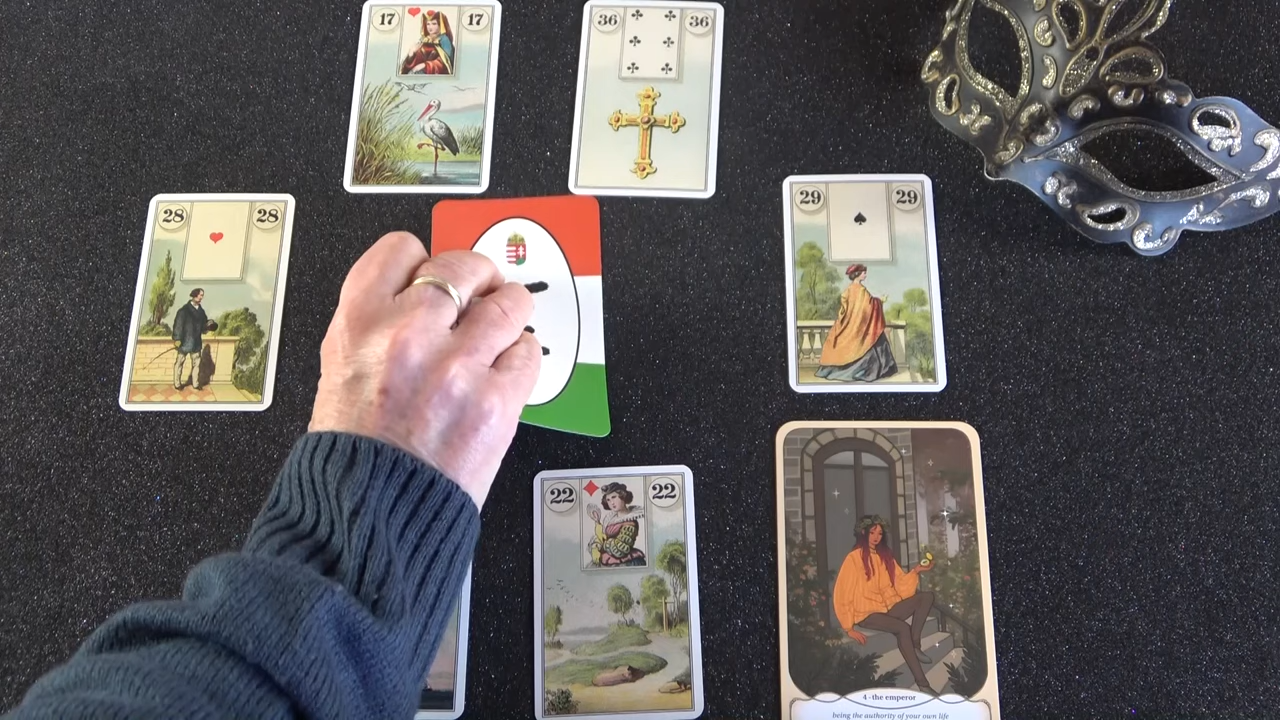 17 17
36 36
28 28
29 29
22 22
4 - the emperor
being the authority of your own life